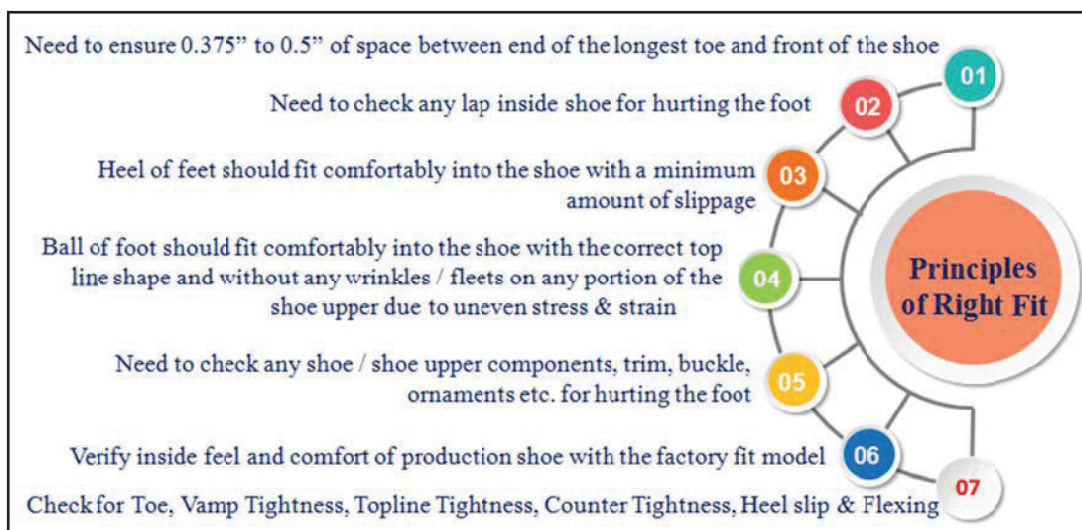 Need to ensure 0.375” to 0.5” of space between end of the longest toe and front of the shoe
01
Need to check any lap inside shoe for hurting the foot
02
Heel of feet should fit comfortably into the shoe with a minimum
amount of slippage
03
Ball of foot should fit comfortably into the shoe with the correct top
line shape and without any wrinkles / fleets on any portion of the
shoe upper due to uneven stress & strain
04
Principles
of Right Fit
Need to check any shoe / shoe upper components, trim, buckle,
ornaments etc. for hurting the foot
05
Verify inside feel and comfort of production shoe with the factory fit model
06
Check for Toe, Vamp Tightness, Topline Tightness, Counter Tightness, Heel slip & Flexing
07